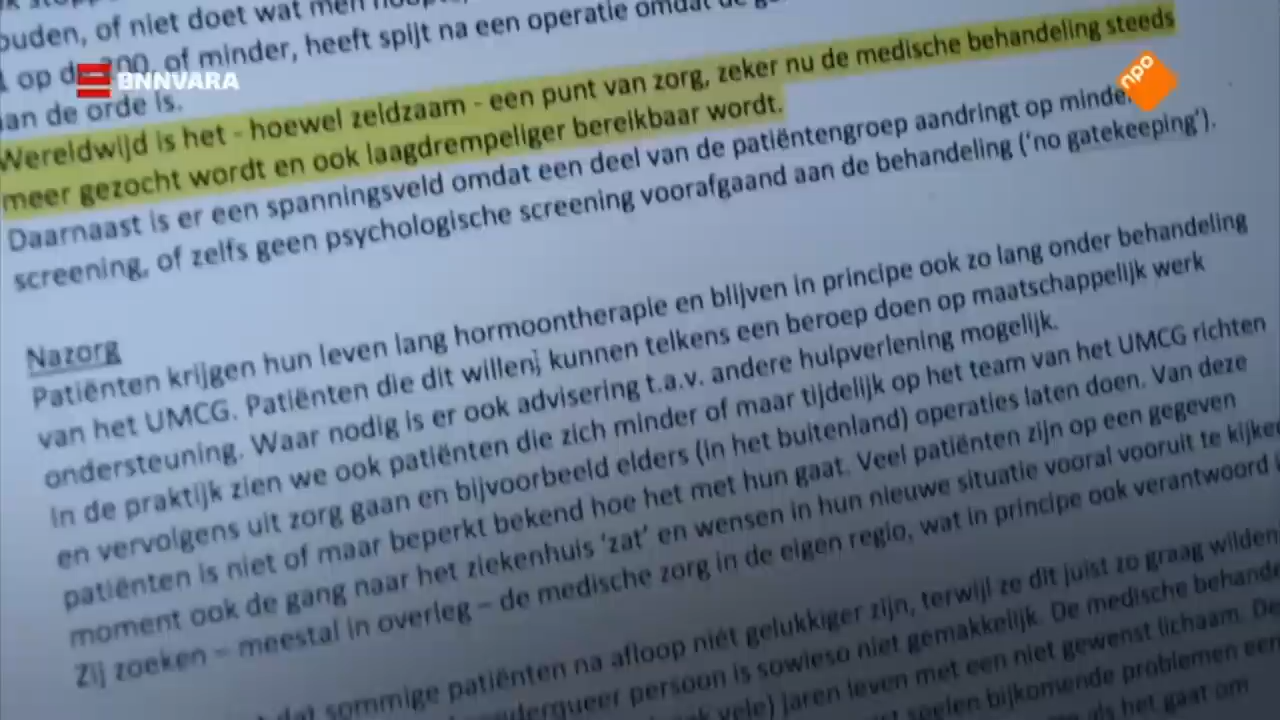 ouden, of niet doet wat men
1 op de 200, of minder, heeft spijt na een operatie omdat de
BNNVARA
npo
aan de orde is.
Wereldwijd is het - hoewel zeldzaam - een punt van zorg, zeker nu de medische behandeling steeds
meer gezocht wordt en ook laagdrempeliger bereikbaar wordt.
Daarnaast is er een spanningsveld omdat een deel van de patiëntengroep aandringt op minder
screening, of zelfs geen psychologische screening voorafgaand aan de behandeling (‘no gatekeeping’).
Nazorg
Patiënten krijgen hun leven lang hormoontherapie en blijven in principe ook zo lang onder behandeling
van het UMCG. Patiënten die dit willen, kunnen telkens een beroep doen op maatschappelijk werk
ondersteuning. Waar nodig is er ook advisering t.a.v. andere hulpverlening mogelijk.
In de praktijk zien we ook patiënten die zich minder of maar tijdelijk op het team van het UMCG richten
en vervolgens uit zorg gaan en bijvoorbeeld elders (in het buitenland) operaties laten doen. Van deze
patiënten is niet of maar beperkt bekend hoe het met hun gaat. Veel patiënten zijn op een gegeven
moment ook de gang naar het ziekenhuis ‘zat’ en wensen in hun nieuwe situatie vooral vooruit te kijken
Zij zoeken – meestal in overleg – de medische zorg in de eigen regio, wat in principe ook verantwoord
dat sommige patiënten na afloop niet gelukkiger zijn, terwijl ze dit juist zo graag wilden
persoon is sowieso niet gemakkelijk. De medische behande
vele) jaren leven met een niet gewenst lichaam. De
spelen bijkomende problemen een
als het gaat om